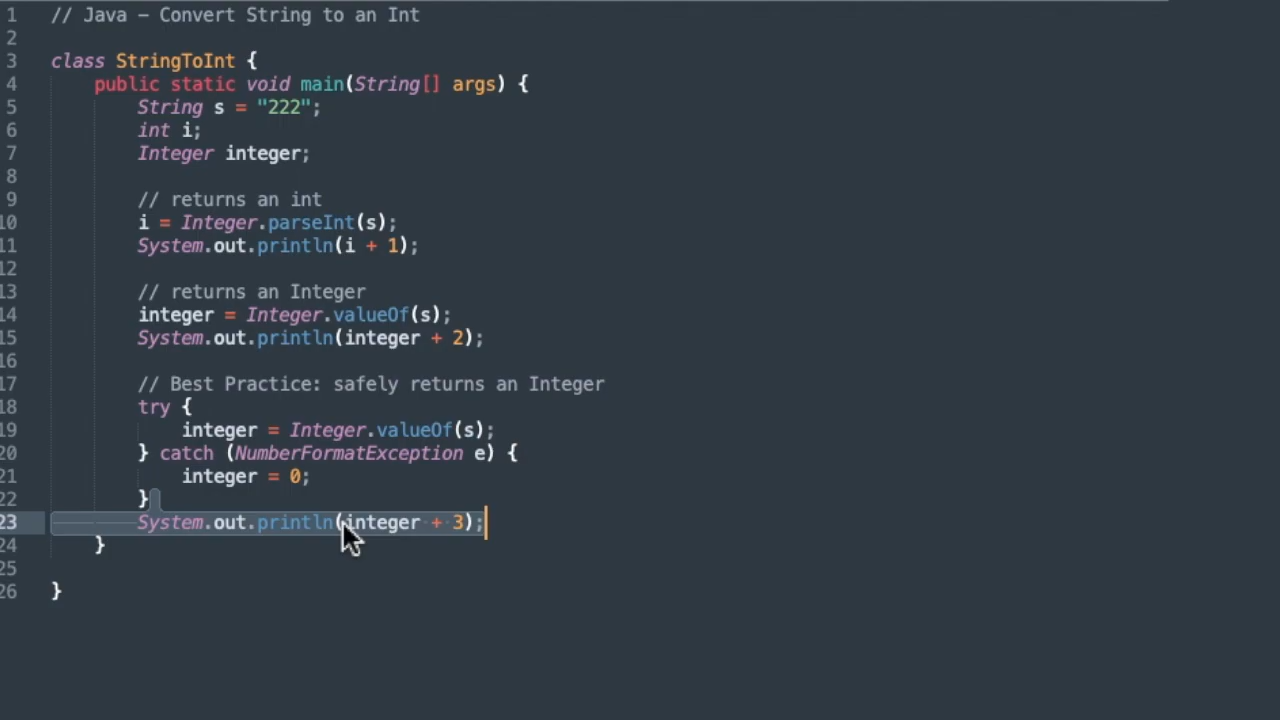 1 // Java – Convert String to an Int
2
3 class StringToInt {
4     public static void main(String[] args) {
5         String s = "222";
6         int i;
7         Integer integer;
8
9         // returns an int
10         i = Integer.parseInt(s);
11         System.out.println(i + 1);
12
13         // returns an Integer
14         integer = Integer.valueOf(s);
15         System.out.println(integer + 2);
16
17         // Best Practice: safely returns an Integer
18         try {
19             integer = Integer.valueOf(s);
20         } catch (NumberFormatException e) {
21             integer = 0;
22         }
23         System.out.println(integer + 3);
24     }
25
26 }